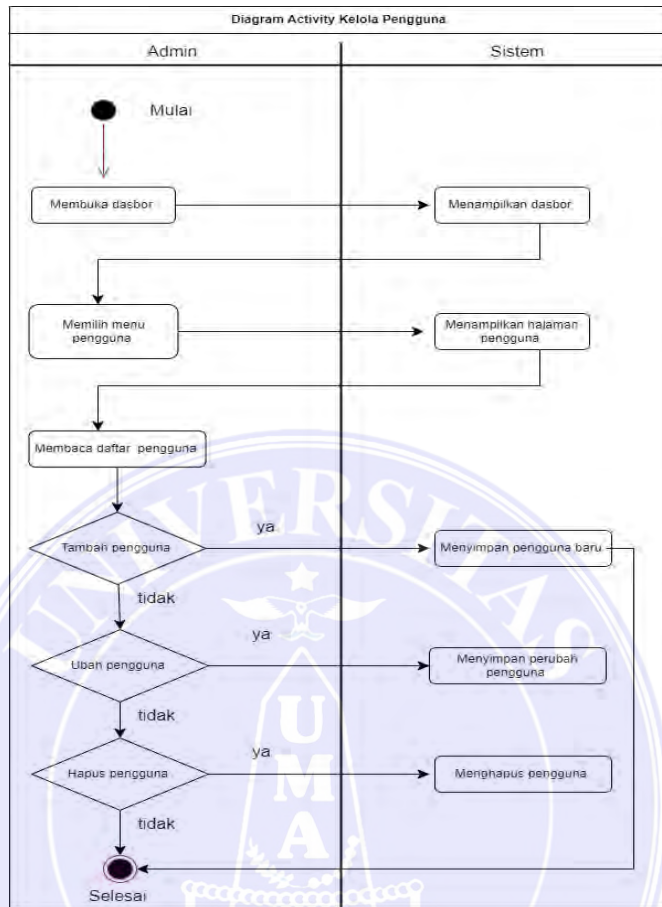 Diagram Activity Kelola Pengguna
Admin
Sistem
Mulai
Membuka dasbor
Menampilkan dasbor
Memilih menu
pengguna
Menampilkan halaman
pengguna
Membaca daftar pengguna
Tambah pengguna
ya
Menyimpan pengguna baru
tidak
Ubah pengguna
ya
Menyimpan perubah
pengguna
tidak
Hapus pengguna
ya
Menghapus pengguna
tidak
Selesai
UNIVERSITAS
UMA